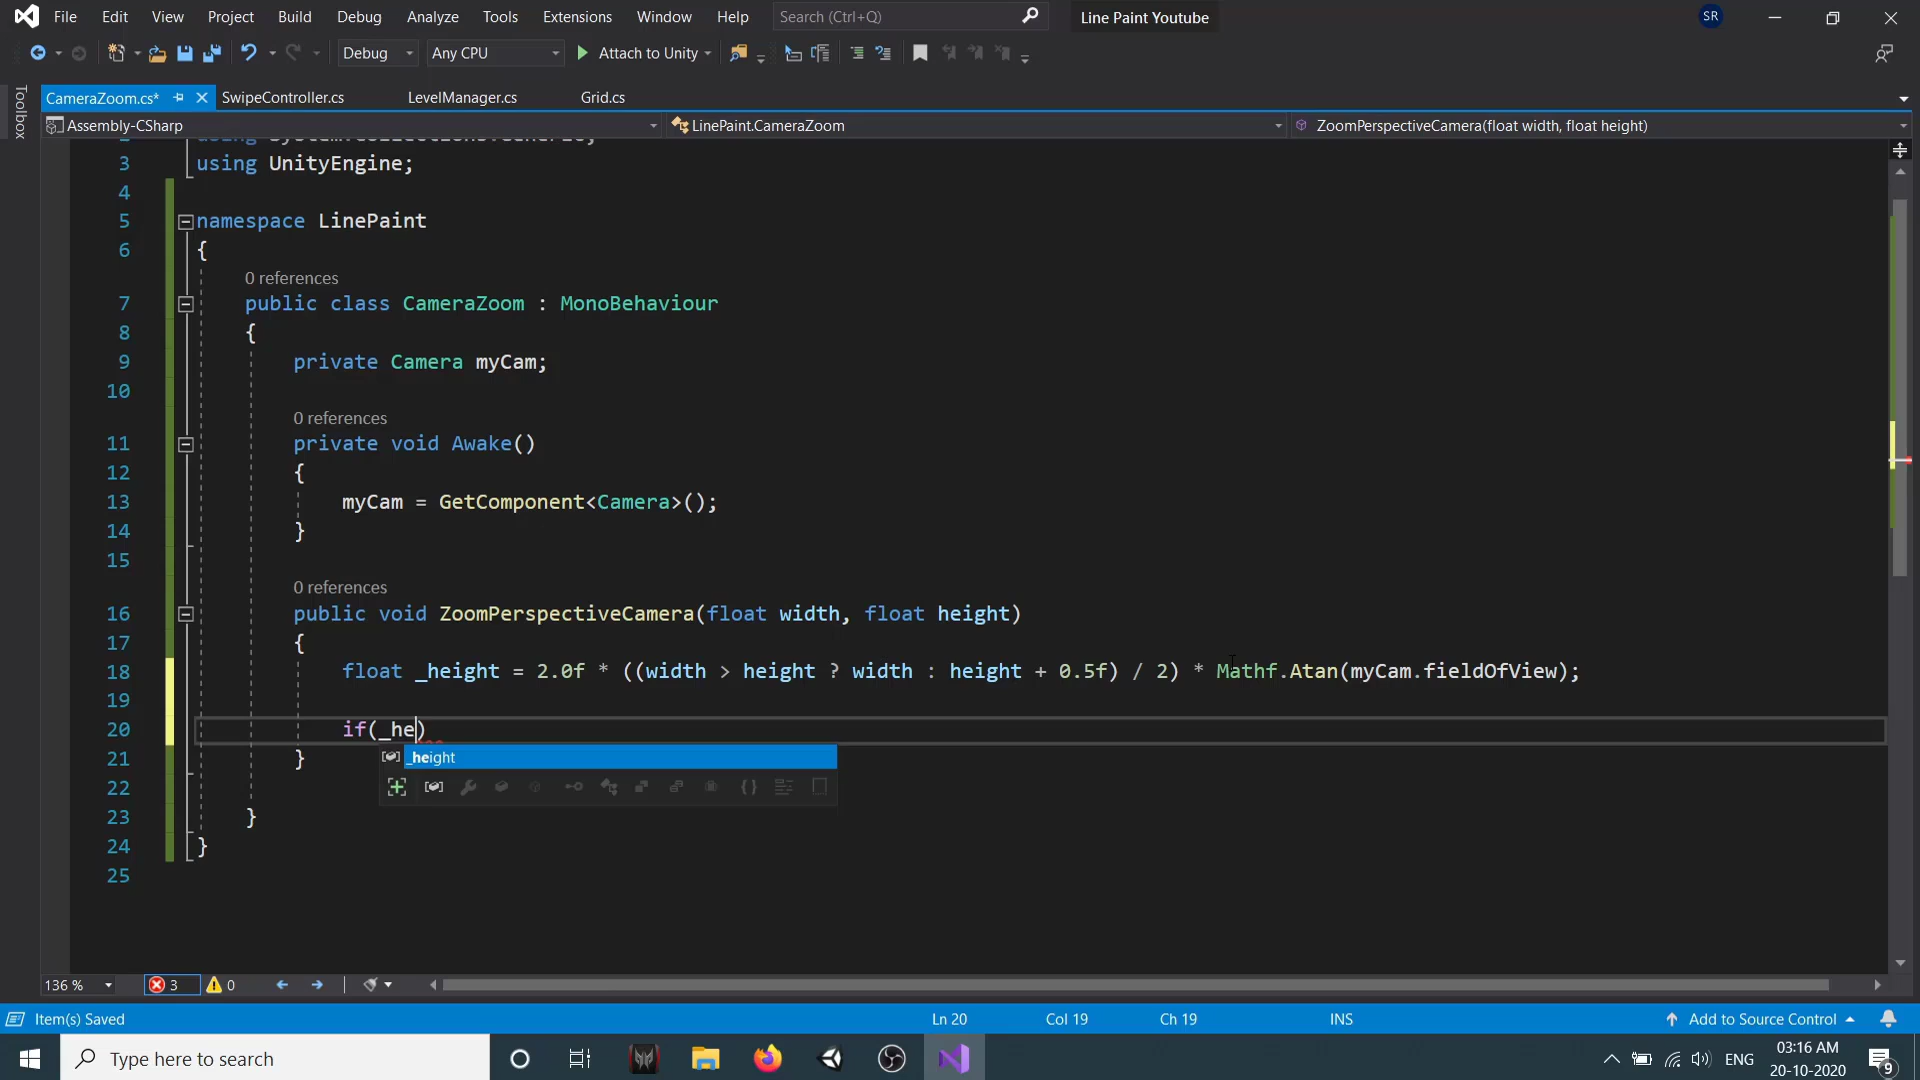 File Edit View Project Build Debug Analyze Tools Extensions Window Help Search (Ctrl+Q) Line Paint Youtube SR
Debug Any CPU Attach to Unity
Toolbox
CameraZoom.cs* SwipeController.cs LevelManager.cs Grid.cs
Assembly-CSharp LinePaint.CameraZoom ZoomPerspectiveCamera(float width, float height)
3 using UnityEngine;
4
5 namespace LinePaint
6 {
0 references
7 public class CameraZoom : MonoBehaviour
8 {
9 private Camera myCam;
10
0 references
11 private void Awake()
12 {
13 myCam = GetComponent<Camera>();
14 }
15
0 references
16 public void ZoomPerspectiveCamera(float width, float height)
17 {
18 float _height = 2.0f * ((width > height ? width : height + 0.5f) / 2) * Mathf.Atan(myCam.fieldOfView);
19
20 if(_he)
_height
21 }
22
23 }
24 }
25
136 % 3 0
Item(s) Saved Ln 20 Col 19 Ch 19 INS Add to Source Control
Type here to search ENG 03:16 AM
20-10-2020 9